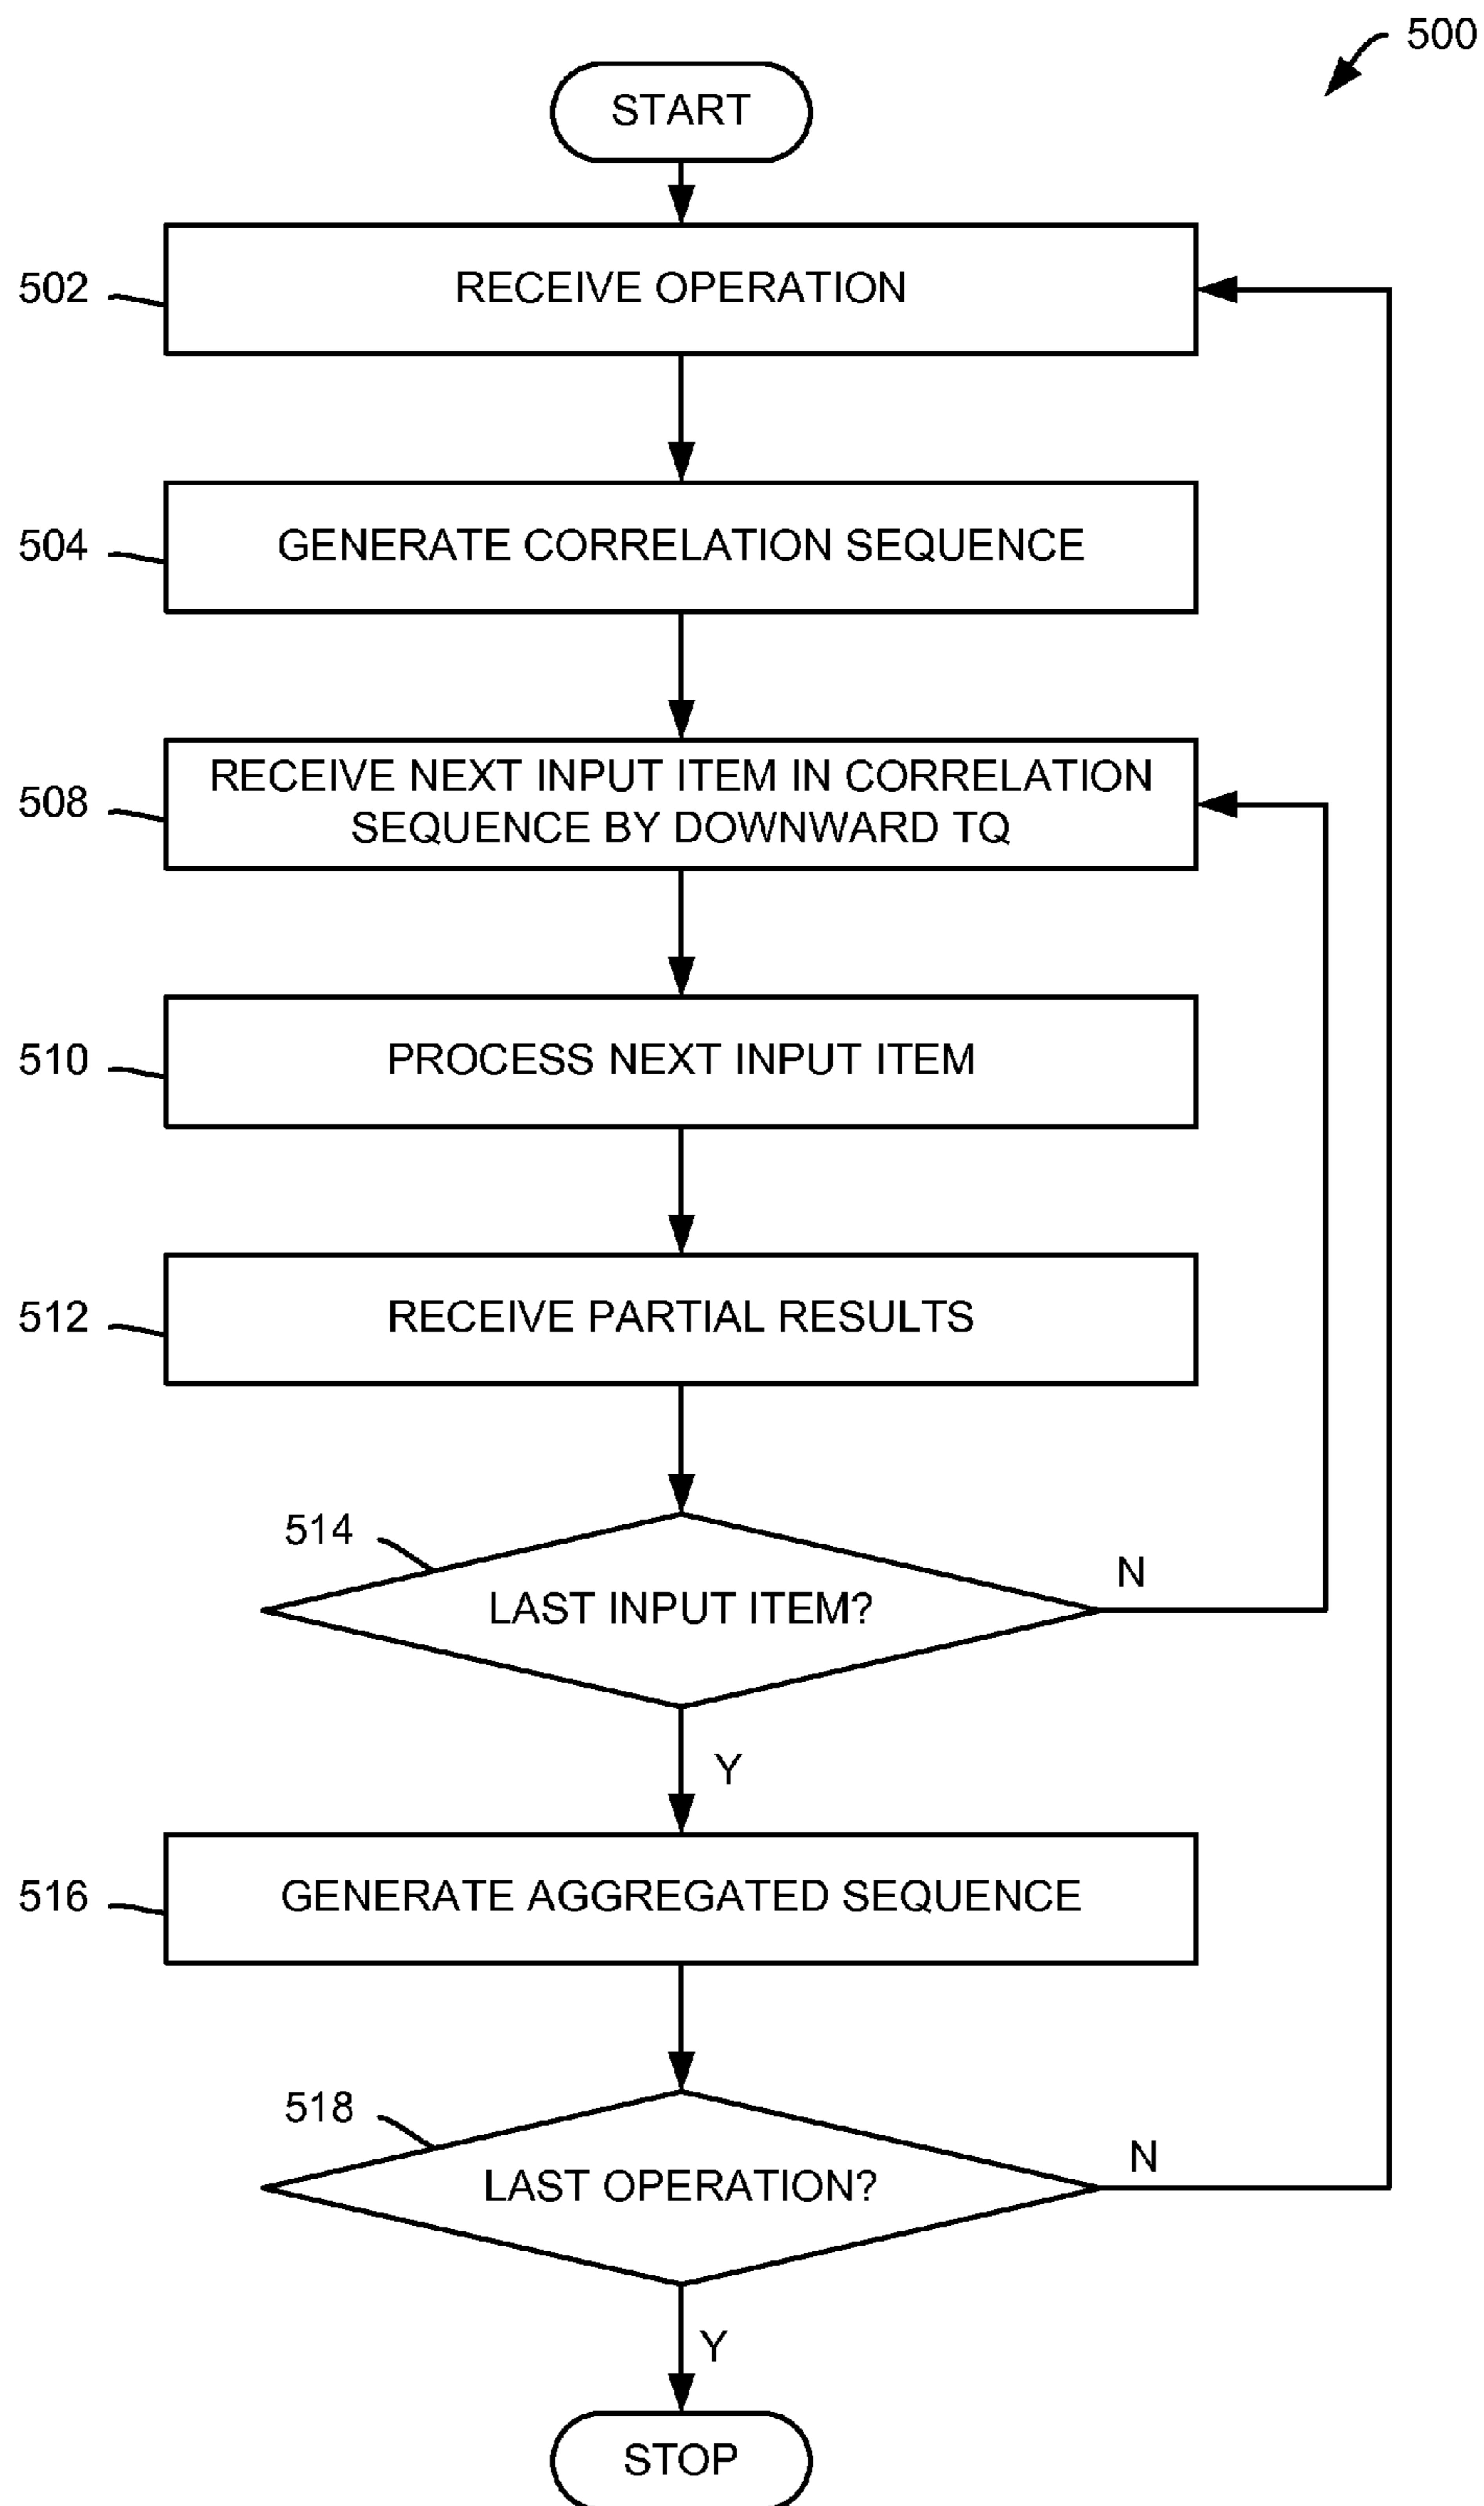 500
START
502
RECEIVE OPERATION
504
GENERATE CORRELATION SEQUENCE
508
RECEIVE NEXT INPUT ITEM IN CORRELATION
SEQUENCE BY DOWNWARD TQ
510
PROCESS NEXT INPUT ITEM
512
RECEIVE PARTIAL RESULTS
514
LAST INPUT ITEM?
N
Y
516
GENERATE AGGREGATED SEQUENCE
518
LAST OPERATION?
N
Y
STOP